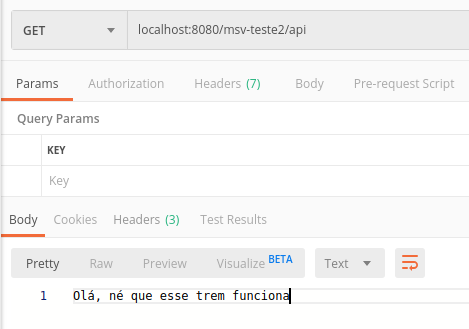 GET localhost:8080/msv-teste2/api
Params Authorization Headers (7) Body Pre-request Script
Query Params
KEY
Key
Body Cookies Headers (3) Test Results
Pretty Raw Preview Visualize BETA Text
1 Olá, né que esse trem funciona